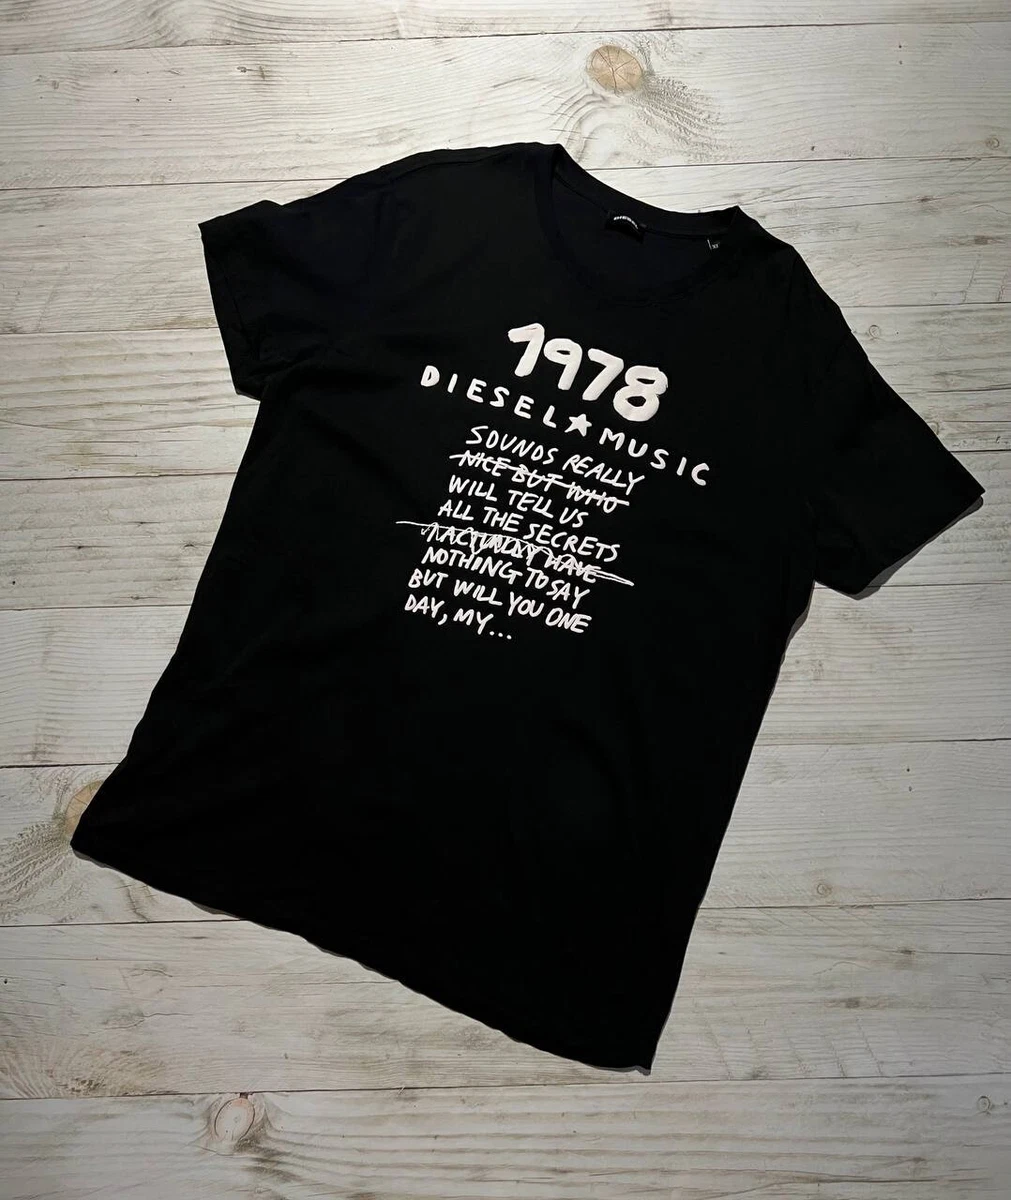 DIESEL
1978
DIESEL★MUSIC
SOUNDS REALLY
NICE BUT WHO
WILL TELL US
ALL THE SECRETS
I ACTUALLY HAVE
NOTHING TO SAY
BUT WILL YOU ONE
DAY, MY...